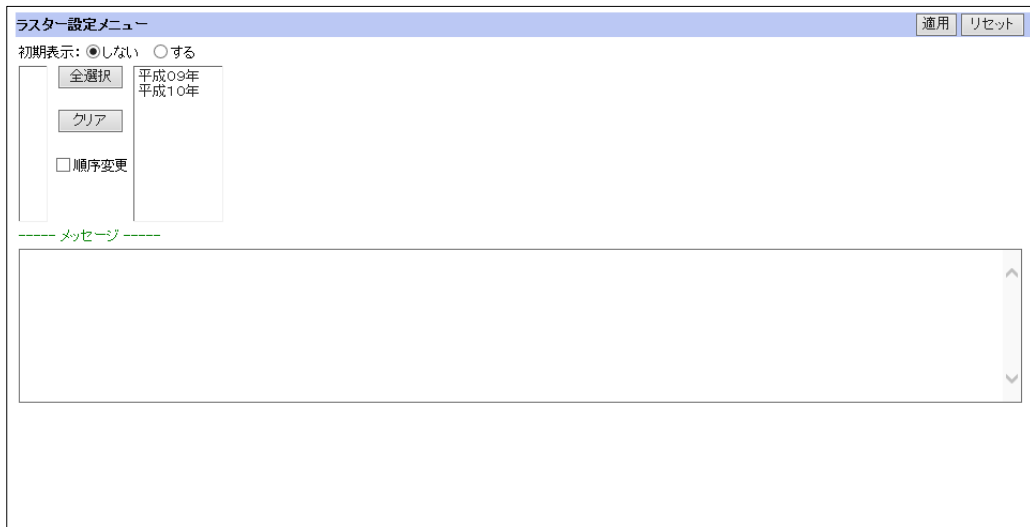 ラスター設定メニュー 適用 リセット
初期表示: しない する
全選択 平成09年
平成10年
クリア
順序変更
----- メッセージ -----